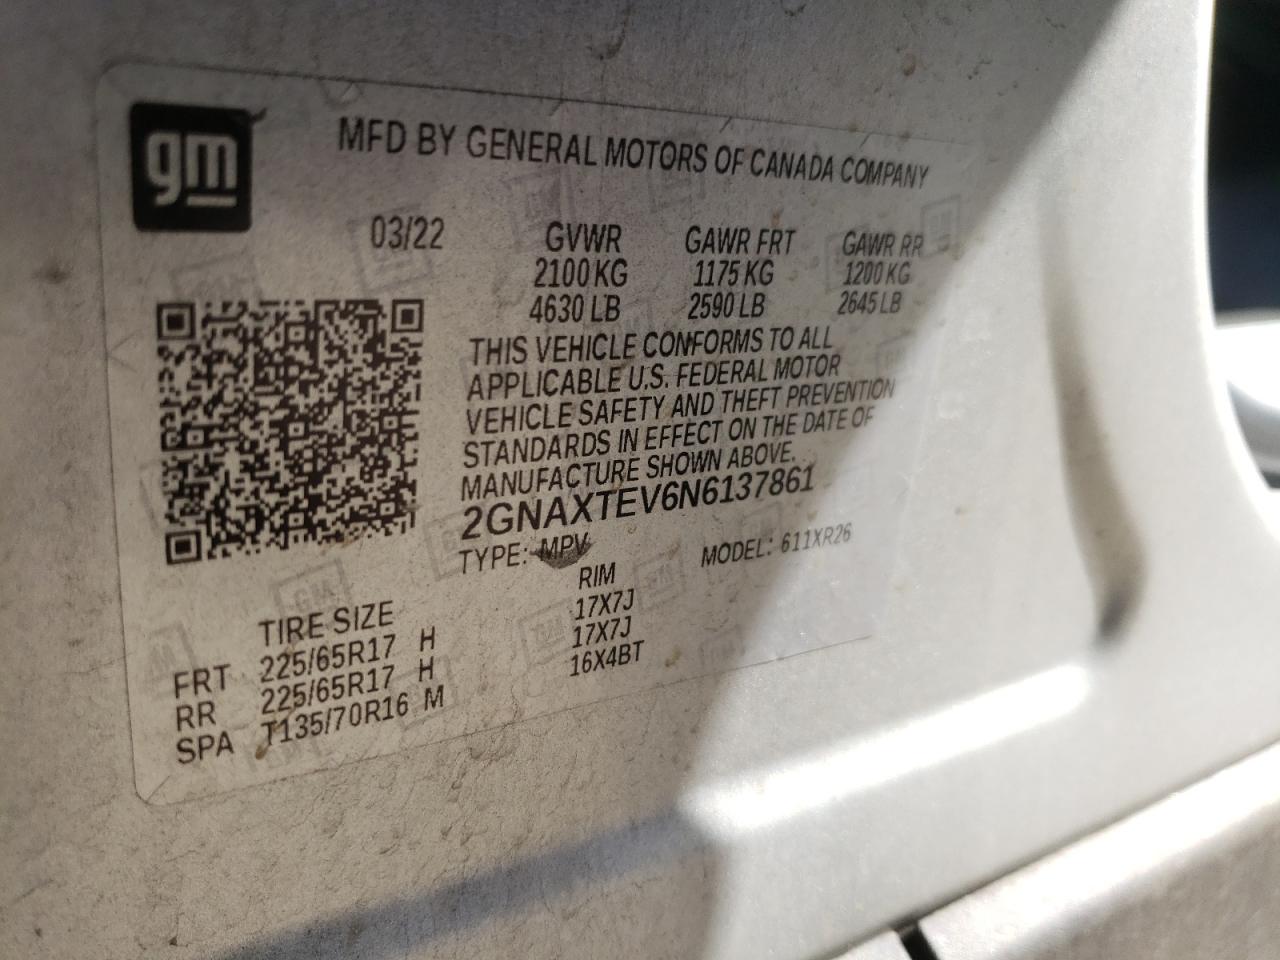 gm
MFD BY GENERAL MOTORS OF CANADA COMPANY
03/22 GVWR GAWR FRT GAWR RR
2100 KG 1175 KG 1200 KG
4630 LB 2590 LB 2645 LB
THIS VEHICLE CONFORMS TO ALL
APPLICABLE U.S. FEDERAL MOTOR
VEHICLE SAFETY AND THEFT PREVENTION
STANDARDS IN EFFECT ON THE DATE OF
MANUFACTURE SHOWN ABOVE.
2GNAXTEV6N6137861
TYPE: MPV MODEL: 611XR26
TIRE SIZE RIM
FRT 225/65R17 H 17X7J
RR 225/65R17 H 17X7J
SPA T135/70R16 M 16X4BT